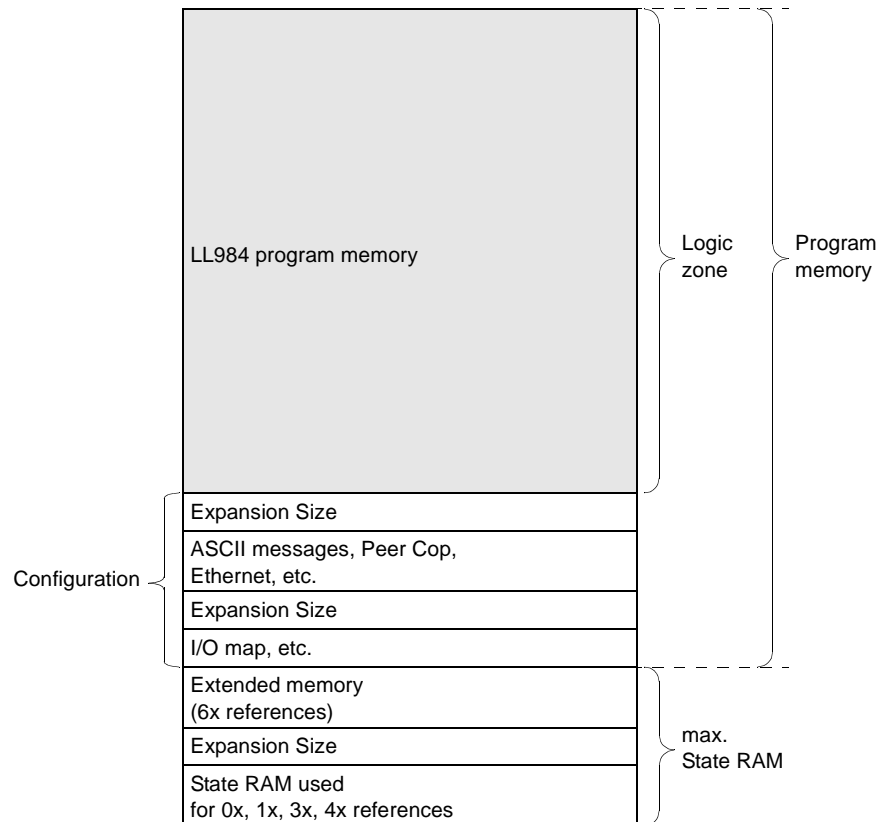 LL984 program memory
Logic
zone
Program
memory
Configuration
Expansion Size
ASCII messages, Peer Cop,
Ethernet, etc.
Expansion Size
I/O map, etc.
Extended memory
(6x references)
Expansion Size
State RAM used
for 0x, 1x, 3x, 4x references
max.
State RAM